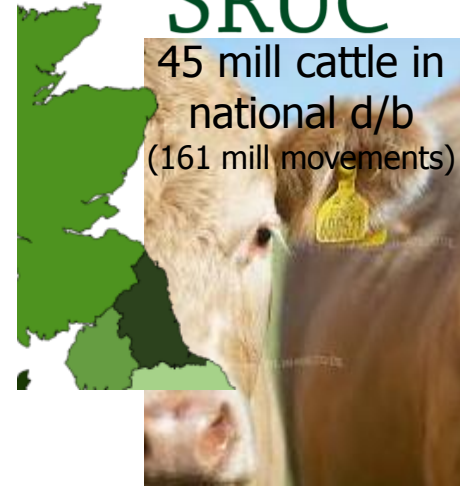 SRUC
45 mill cattle in
national d/b
(161 mill movements)